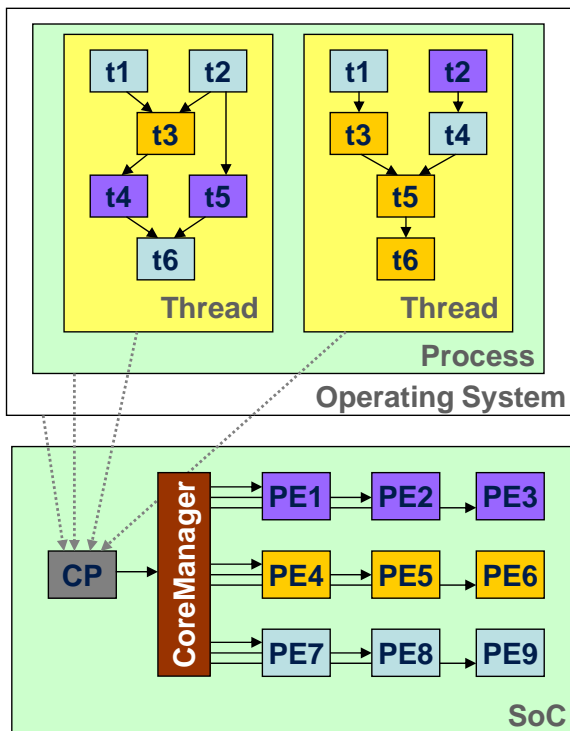 t1 t2 t1 t2
t3 t3 t4
t4 t5 t5
t6 t6
Thread Thread
Process
Operating System
CoreManager
PE1 PE2 PE3
CP PE4 PE5 PE6
PE7 PE8 PE9
SoC